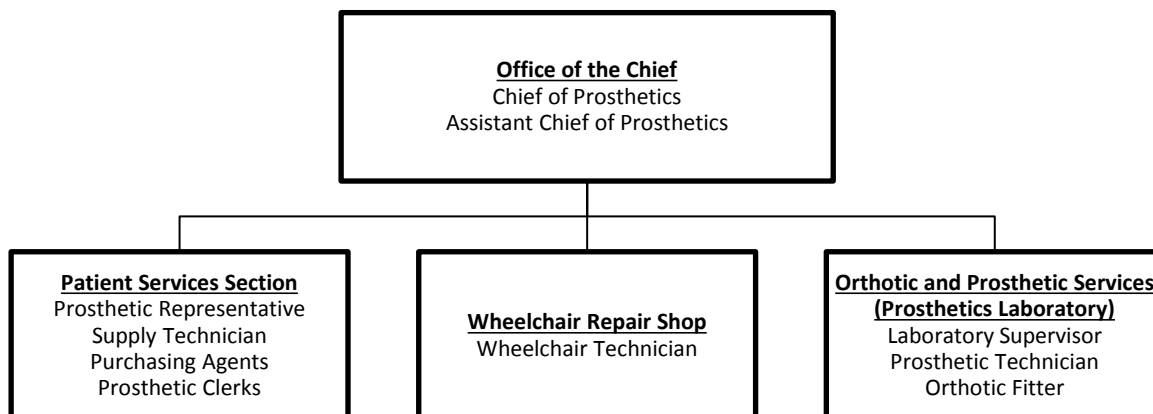 Office of the Chief
Chief of Prosthetics
Assistant Chief of Prosthetics
Patient Services Section
Prosthetic Representative
Supply Technician
Purchasing Agents
Prosthetic Clerks
Wheelchair Repair Shop
Wheelchair Technician
Orthotic and Prosthetic Services
(Prosthetics Laboratory)
Laboratory Supervisor
Prosthetic Technician
Orthotic Fitter